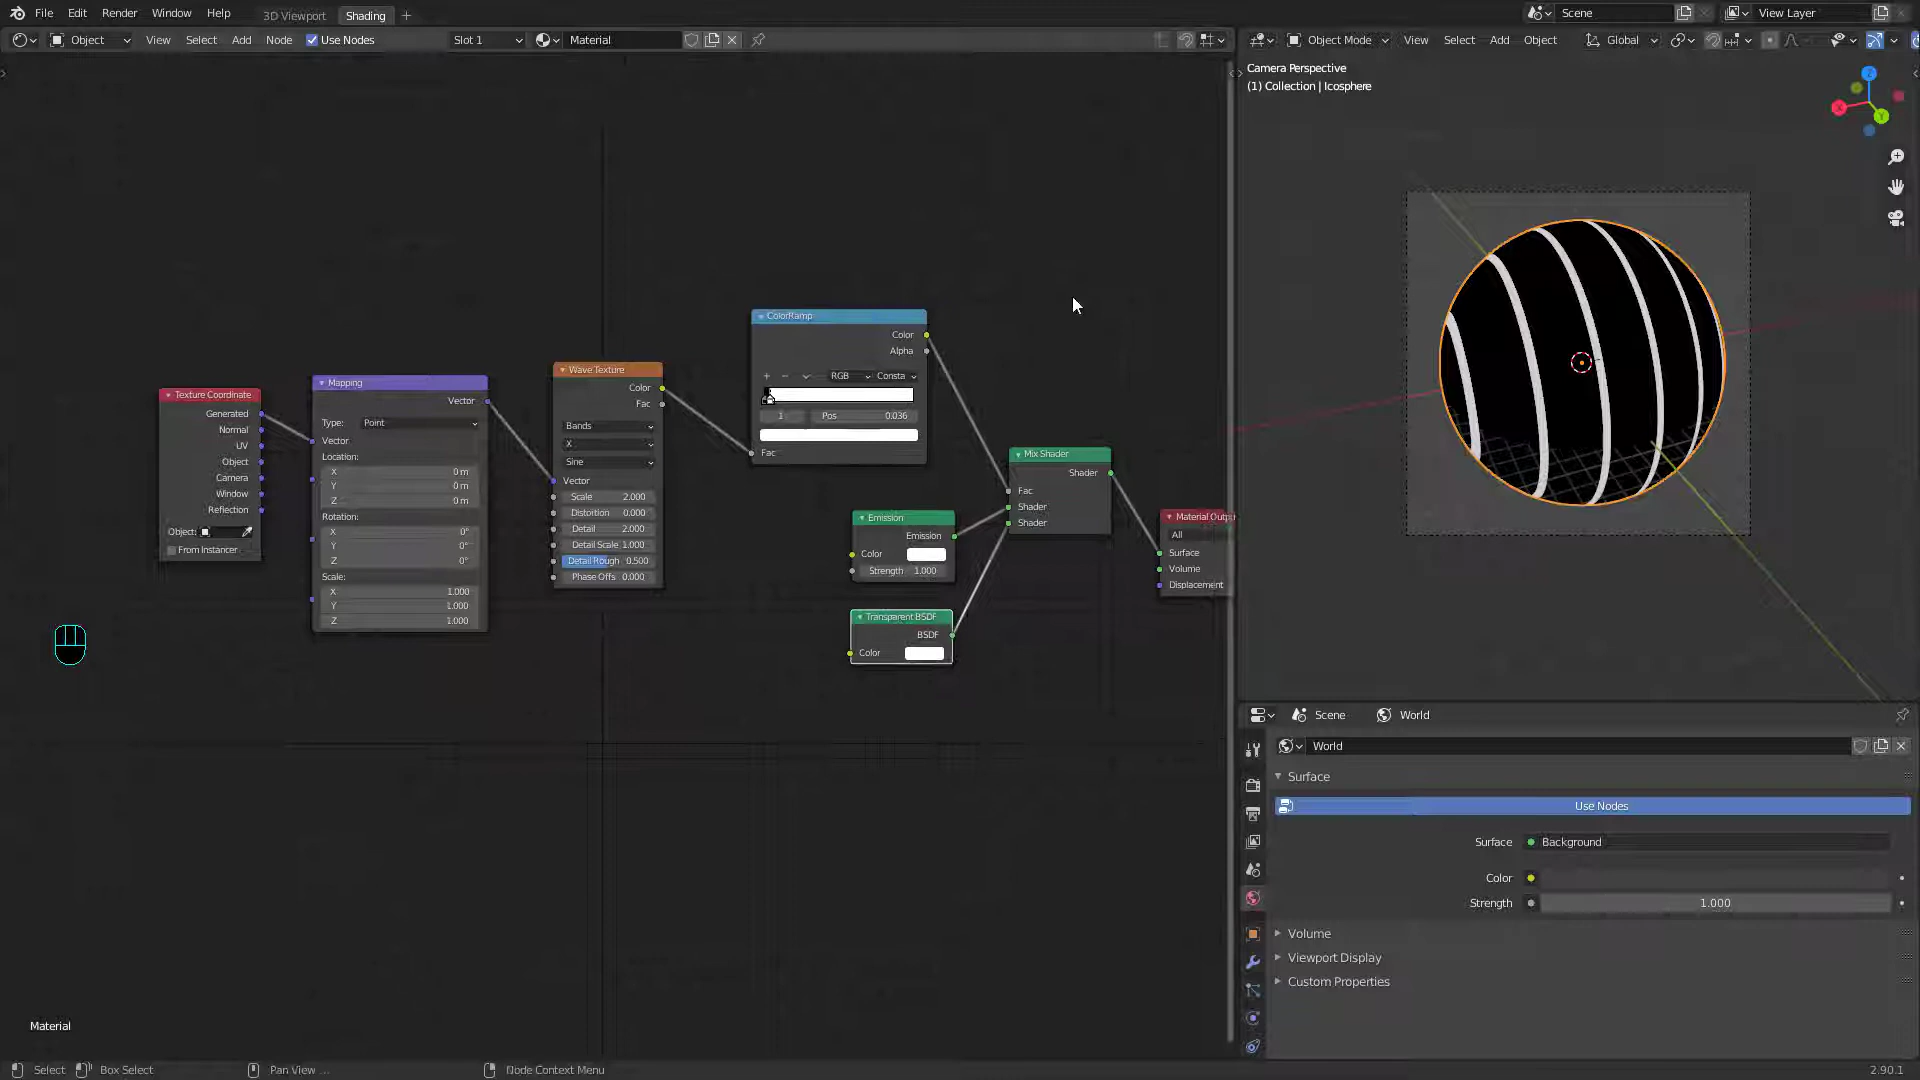 File Edit Render Window Help 3D Viewport Shading
Scene View Layer
Object View Select Add Node Use Nodes Slot 1 Material
Object Mode View Select Add Object Global
Camera Perspective
(1) Collection | Icosphere
Z
X
Y
ColorRamp
Color
Alpha
RGB Consta
1 Pos 0.036
Fac
Wave Texture
Color
Fac
Bands
X
Sine
Vector
Scale 2.000
Distortion 0.000
Detail 2.000
Detail Scale 1.000
Detail Rough 0.500
Phase Offs 0.000
Mapping
Vector
Type: Point
Vector
Location:
X 0 m
Y 0 m
Z 0 m
Rotation:
X 0°
Y 0°
Z 0°
Scale:
X 1.000
Y 1.000
Z 1.000
Texture Coordinate
Generated
Normal
UV
Object
Camera
Window
Reflection
Object:
From Instancer
Mix Shader
Shader
Fac
Shader
Shader
Emission
Emission
Color
Strength 1.000
Transparent BSDF
BSDF
Color
Material Outp
All
Surface
Volume
Displacement
Scene World
World
Surface
Use Nodes
Surface Background
Color
Strength 1.000
Volume
Viewport Display
Custom Properties
Material
Select Box Select Pan View ... Node Context Menu 2.90.1